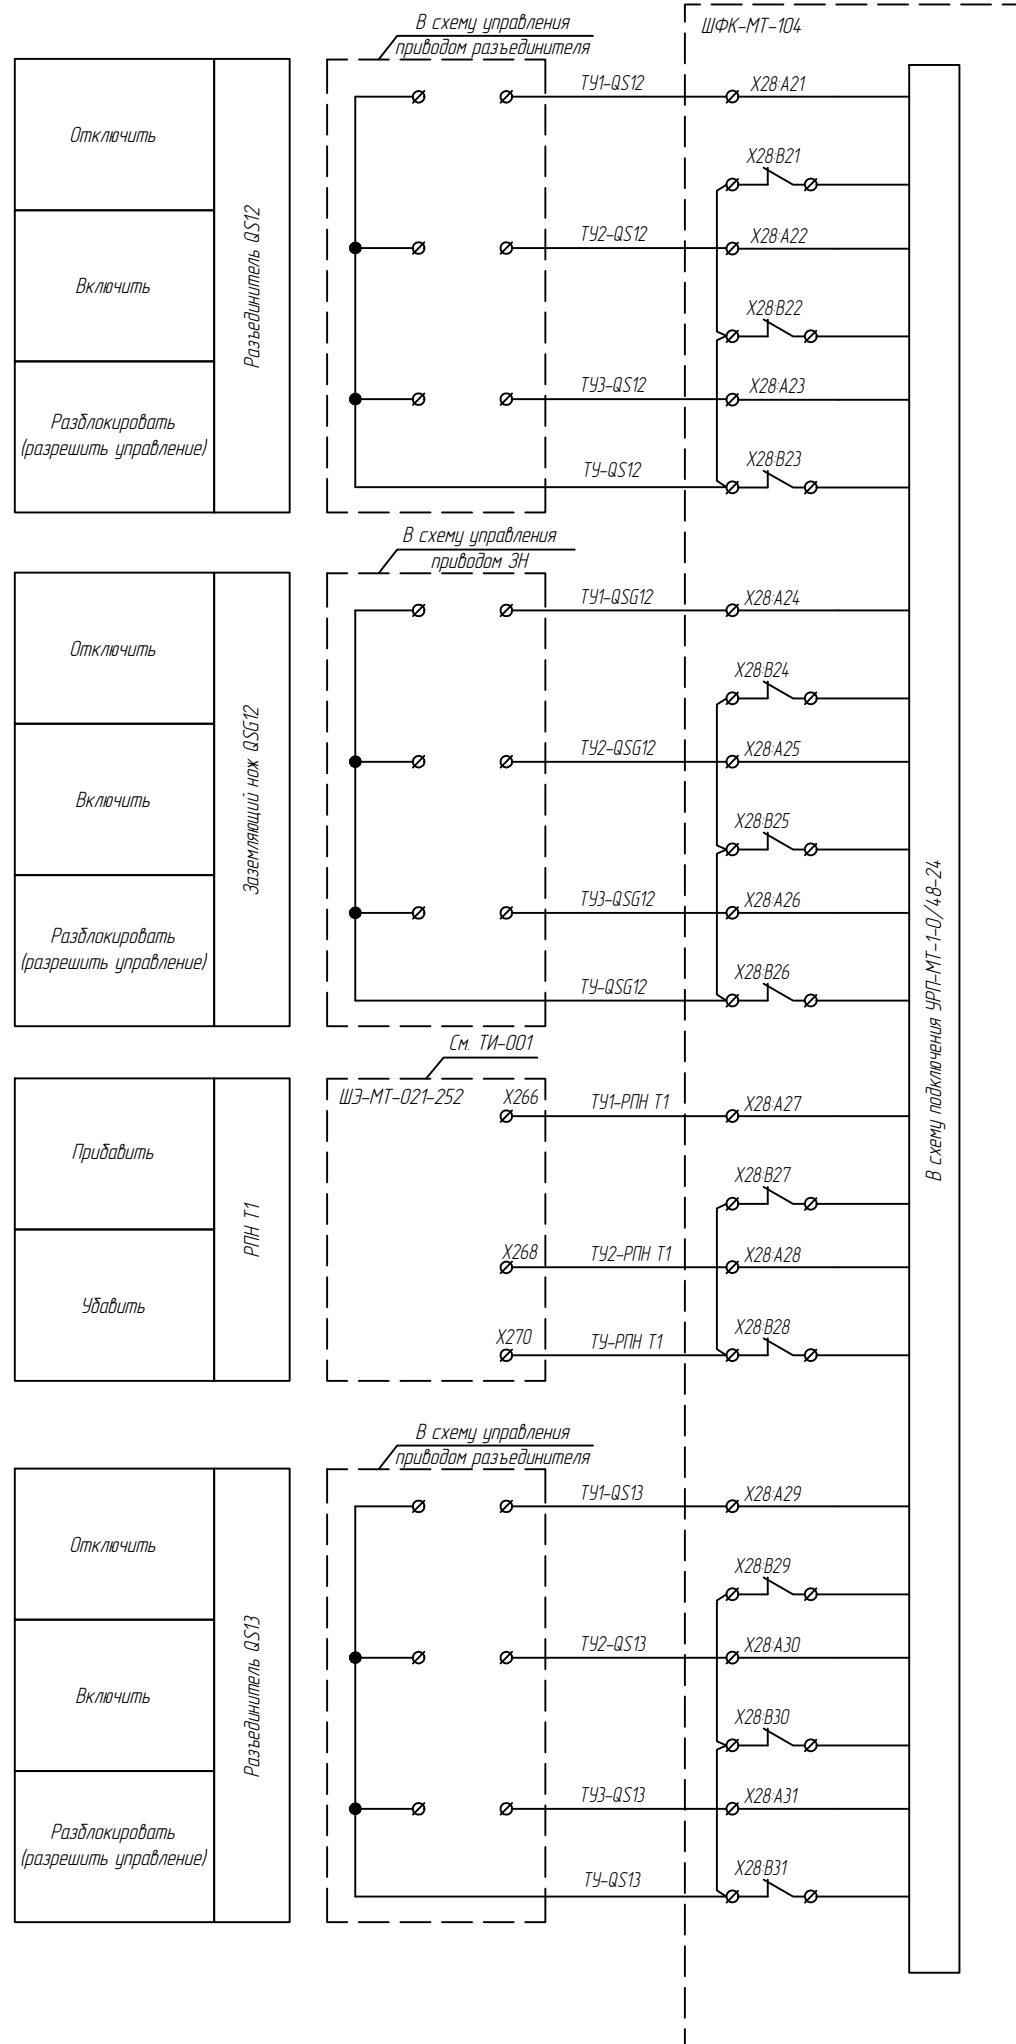 ШФК-МТ-104
В схему управления
приводом разъединителя
Отключить
Включить
Разблокировать
(разрешить управление)
Разъединитель QS12
ТУ1-QS12
X28:A21
X28:B21
ТУ2-QS12
X28:A22
X28:B22
ТУ3-QS12
X28:A23
X28:B23
ТУ-QS12
В схему управления
приводом ЗН
Отключить
Включить
Разблокировать
(разрешить управление)
Заземляющий нож QSG12
ТУ1-QSG12
X28:A24
X28:B24
ТУ2-QSG12
X28:A25
X28:B25
ТУ3-QSG12
X28:A26
X28:B26
ТУ-QSG12
В схему подключения УРП-МТ-1-0/48-24
См. ТИ-001
ШЭ-МТ-021-252
Прибавить
Убавить
РПН Т1
X266
ТУ1-РПН Т1
X28:A27
X28:B27
X268
ТУ2-РПН Т1
X28:A28
X28:B28
X270
ТУ-РПН Т1
В схему управления
приводом разъединителя
Отключить
Включить
Разблокировать
(разрешить управление)
Разъединитель QS13
ТУ1-QS13
X28:A29
X28:B29
ТУ2-QS13
X28:A30
X28:B30
ТУ3-QS13
X28:A31
X28:B31
ТУ-QS13